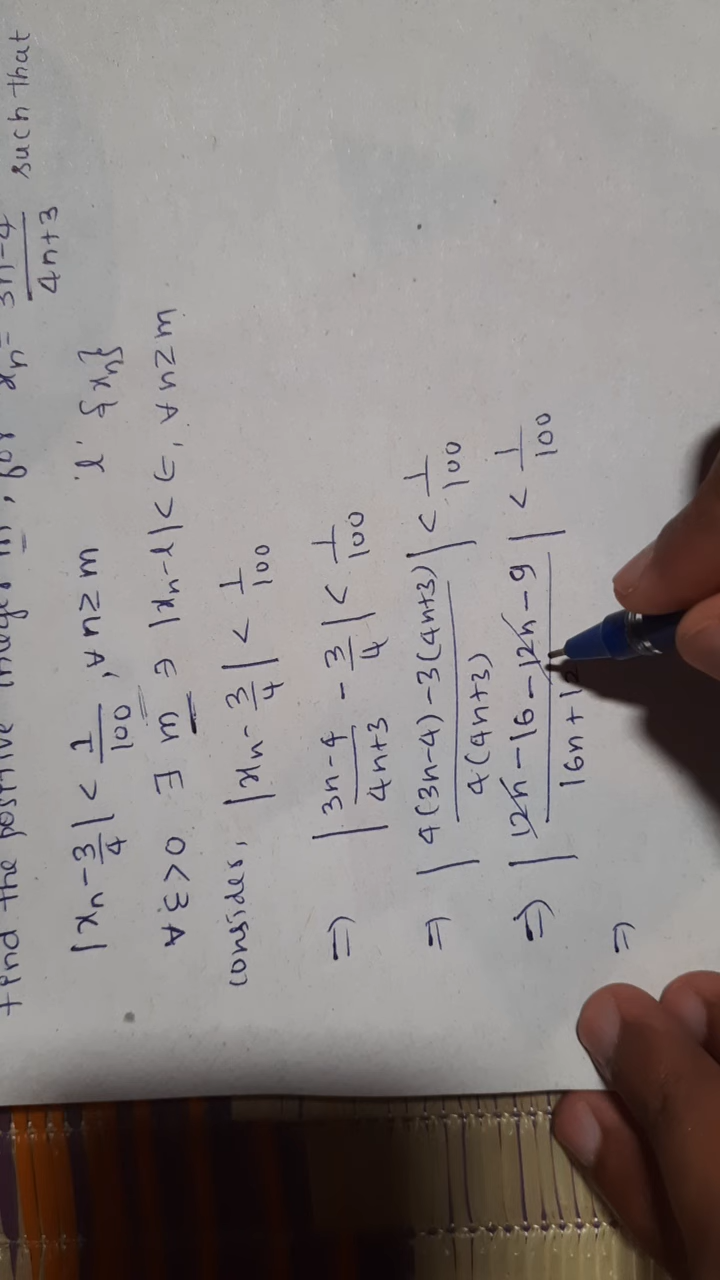 Find the positive integer m, for xₙ = 3n-4/4n+3 such that
|xₙ - 3/4| < 1/100, ∀ n ≥ m 'l' {xₙ}
∀ ε > 0 ∃ m ∋ |xₙ - l| < ε, ∀ n ≥ m
consider, |xₙ - 3/4| < 1/100
⇒ |3n-4/4n+3 - 3/4| < 1/100
⇒ |4(3n-4) - 3(4n+3)/4(4n+3)| < 1/100
⇒ |12n - 16 - 12n - 9/16n+12| < 1/100
⇒